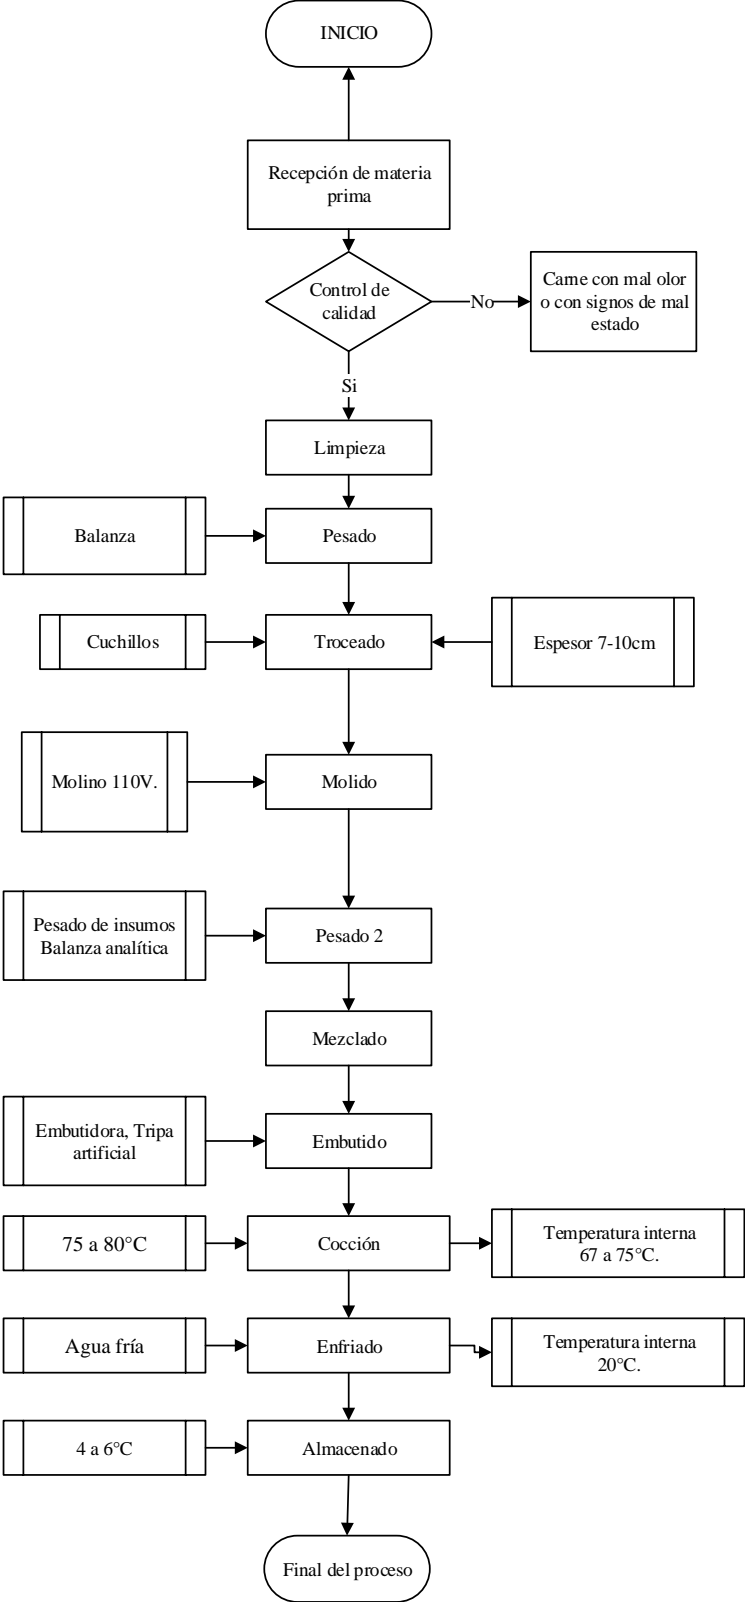 INICIO
Recepción de materia
prima
Control de
calidad
No
Carne con mal olor
o con signos de mal
estado
Si
Limpieza
Balanza
Pesado
Cuchillos
Troceado
Espesor 7-10cm
Molino 110V.
Molido
Pesado de insumos
Balanza analítica
Pesado 2
Mezclado
Embutidora, Tripa
artificial
Embutido
75 a 80°C
Cocción
Temperatura interna
67 a 75°C.
Agua fría
Enfriado
Temperatura interna
20°C.
4 a 6°C
Almacenado
Final del proceso